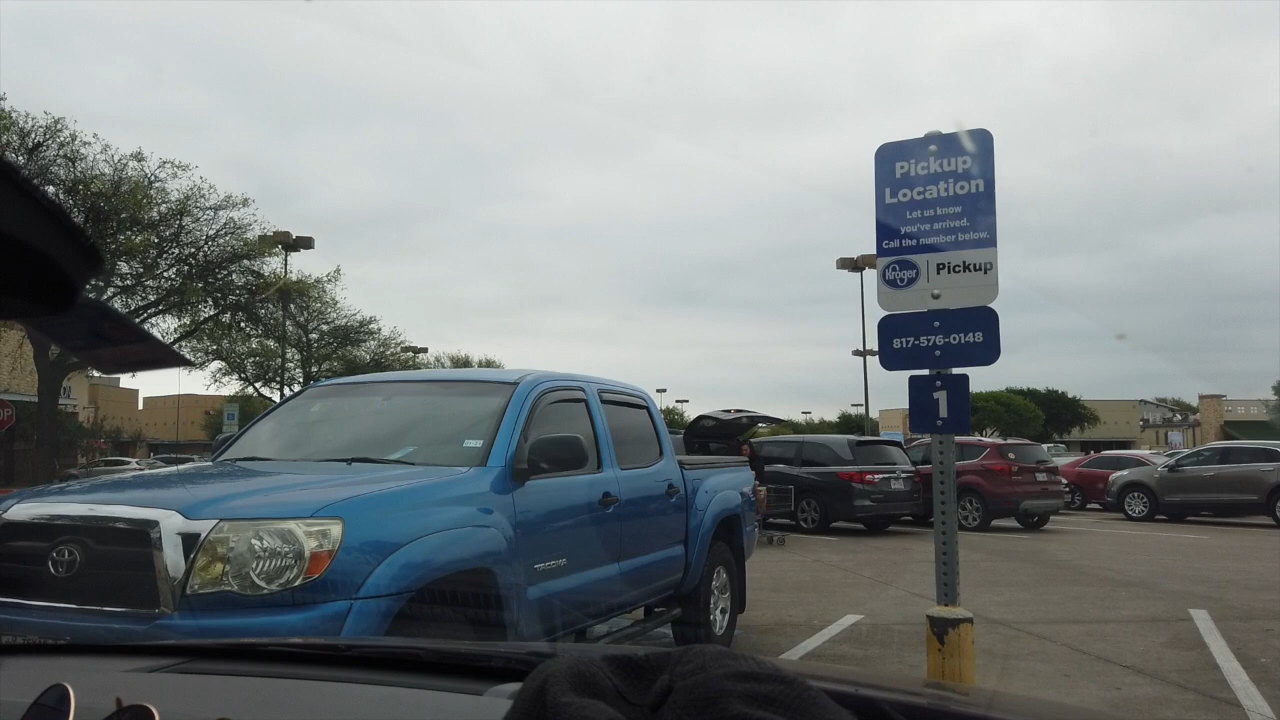 Pickup
Location
Let us know
you've arrived.
Call the number below.
Kroger | Pickup
817-576-0148
1
TACOMA